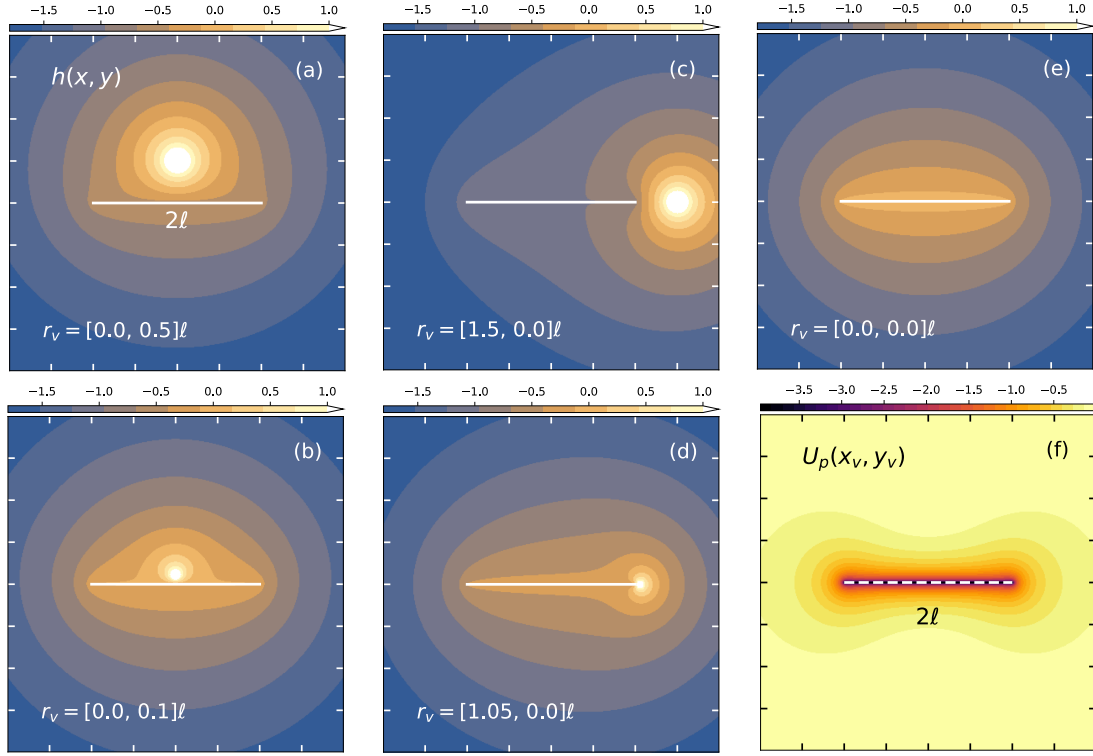 −1.5 −1.0 −0.5 0.0 0.5 1.0
h(x, y)
(a)
2ℓ
r_v = [0.0, 0.5]ℓ
−1.5 −1.0 −0.5 0.0 0.5 1.0
(c)
r_v = [1.5, 0.0]ℓ
−1.5 −1.0 −0.5 0.0 0.5 1.0
(e)
r_v = [0.0, 0.0]ℓ
−1.5 −1.0 −0.5 0.0 0.5 1.0
(b)
r_v = [0.0, 0.1]ℓ
−1.5 −1.0 −0.5 0.0 0.5 1.0
(d)
r_v = [1.05, 0.0]ℓ
−3.5 −3.0 −2.5 −2.0 −1.5 −1.0 −0.5
U_p(x_v, y_v)
(f)
2ℓ